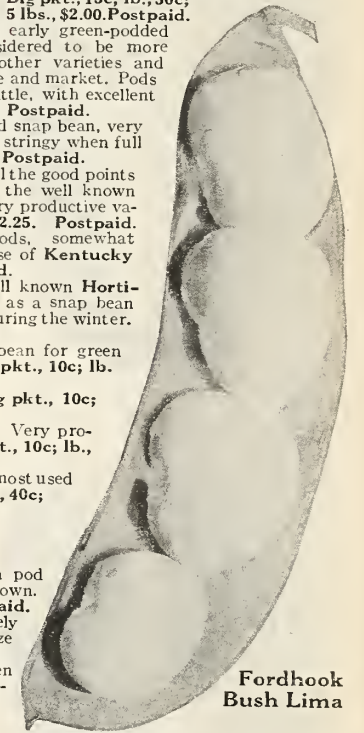 Big pkt., 15c; lb., 50c;
5 lbs., $2.00. Postpaid.
early green-podded
sidered to be more
other varieties and
e and market. Pods
ttle, with excellent
Postpaid.
d snap bean, very
stringy when full
Postpaid.
l the good points
the well known
ry productive va-
2.25. Postpaid.
ods, somewhat
se of Kentucky
d.
ll known Horti-
as a snap bean
uring the winter.
bean for green
pkt., 10c; lb.
g pkt., 10c;
Very pro-
t., 10c; lb.,
most used
, 40c;
pod
own.
aid.
ely
ze
en
Fordhook
Bush Lima